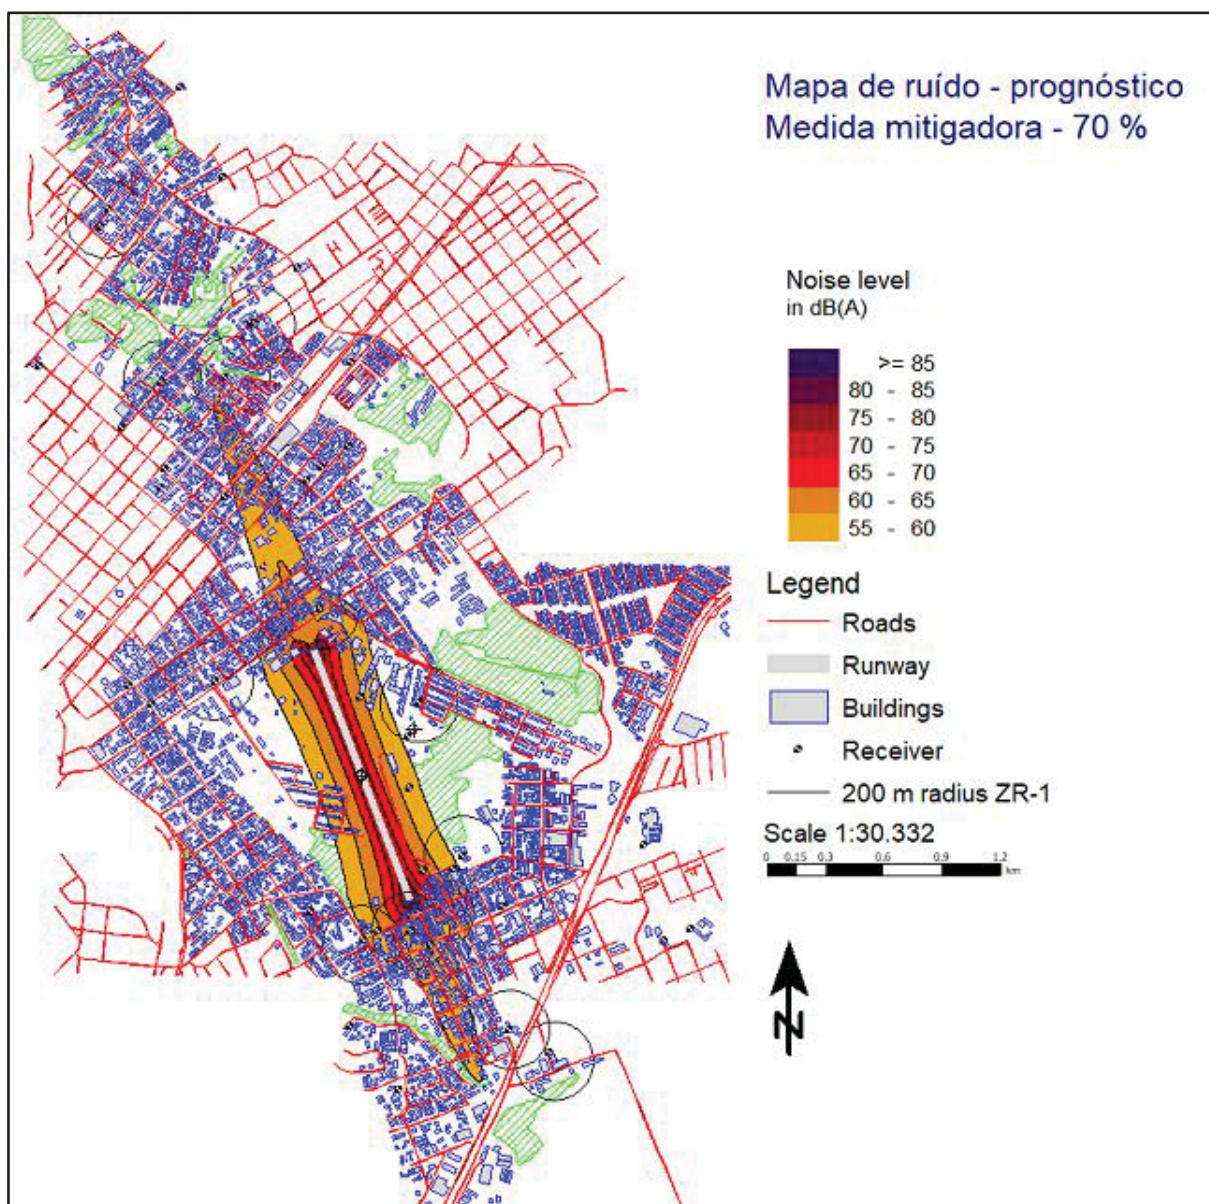 Mapa de ruído - prognóstico
Medida mitigadora - 70 %
Noise level
in dB(A)
>= 85
80 - 85
75 - 80
70 - 75
65 - 70
60 - 65
55 - 60
Legend
Roads
Runway
Buildings
Receiver
200 m radius ZR-1
Scale 1:30.332
0 0.15 0.3 0.6 0.9 1.2
km
N